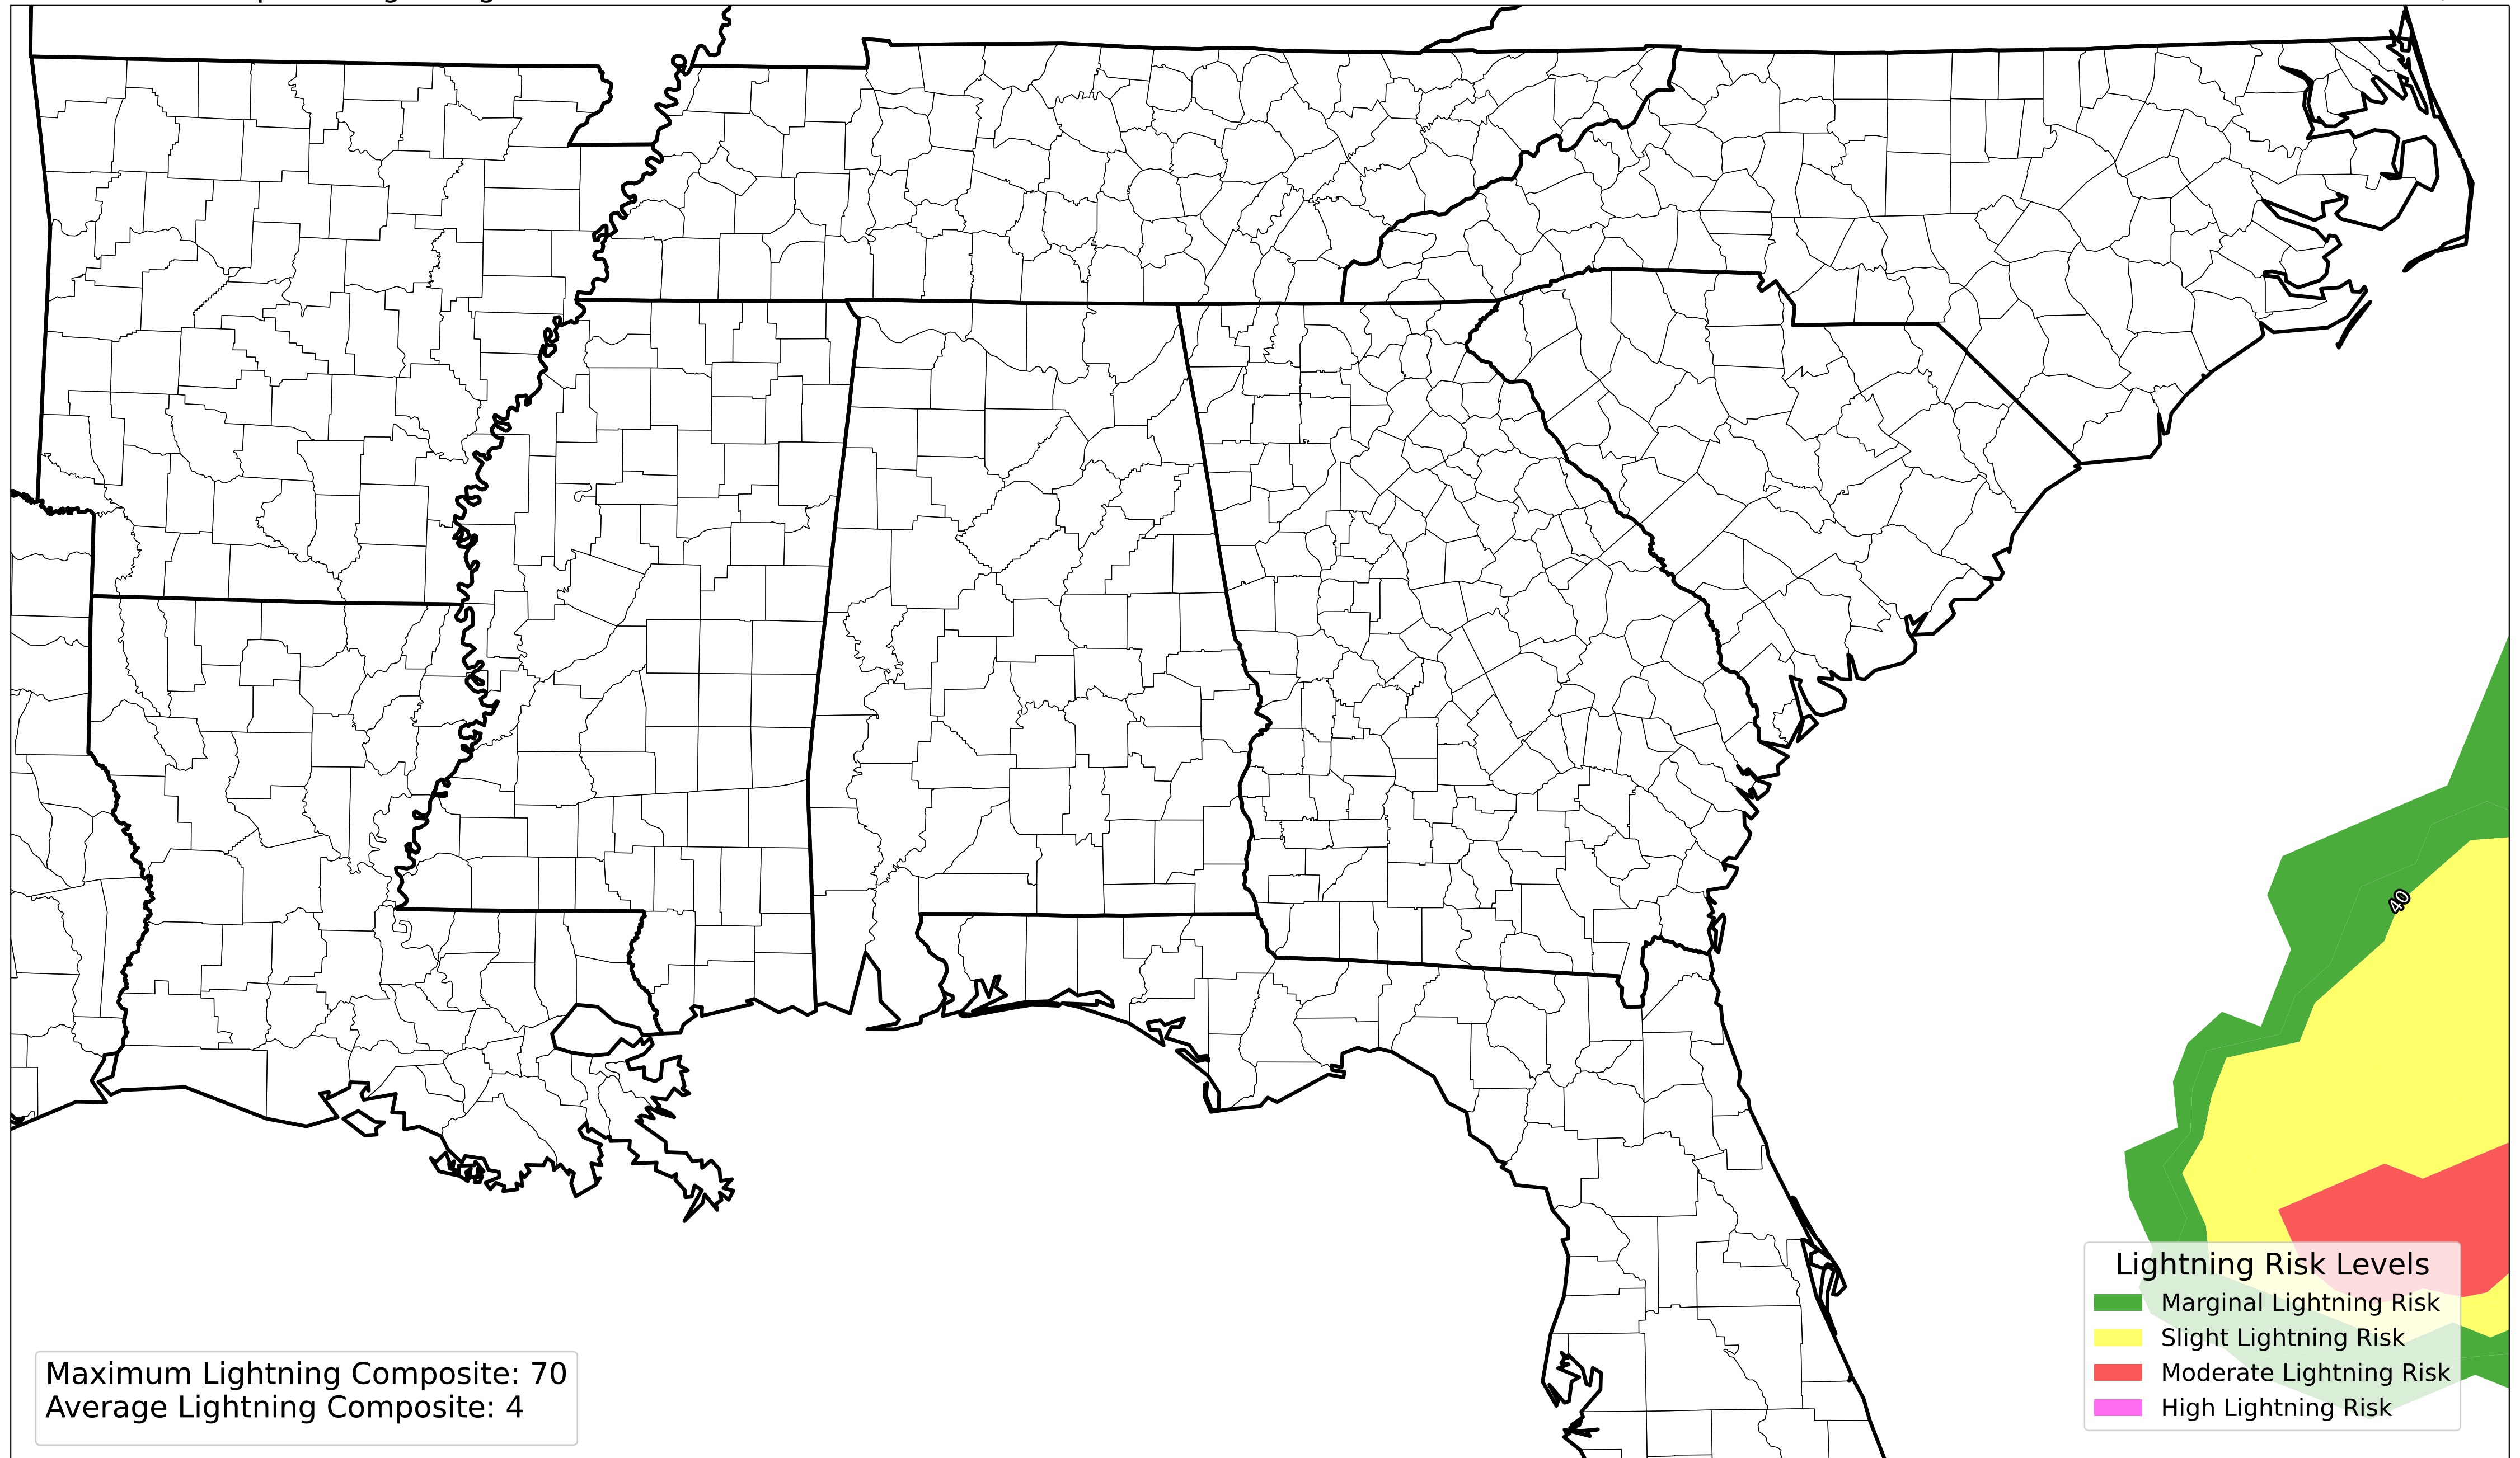 40
Lightning Risk Levels
Marginal Lightning Risk
Slight Lightning Risk
Moderate Lightning Risk
High Lightning Risk
Maximum Lightning Composite: 70
Average Lightning Composite: 4